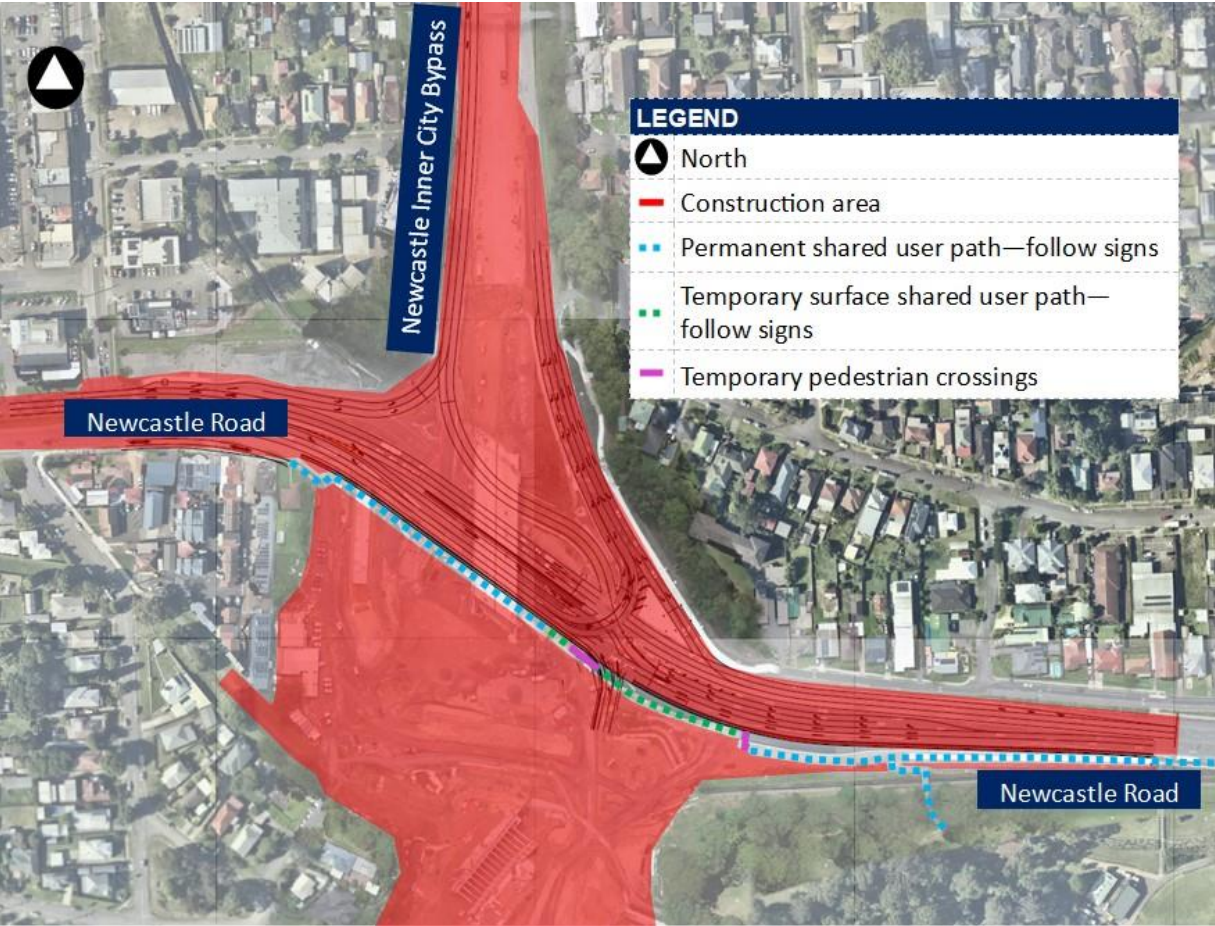 Newcastle Inner City Bypass
LEGEND
North
Construction area
Permanent shared user path—follow signs
Temporary surface shared user path—
follow signs
Temporary pedestrian crossings
Newcastle Road
Newcastle Road